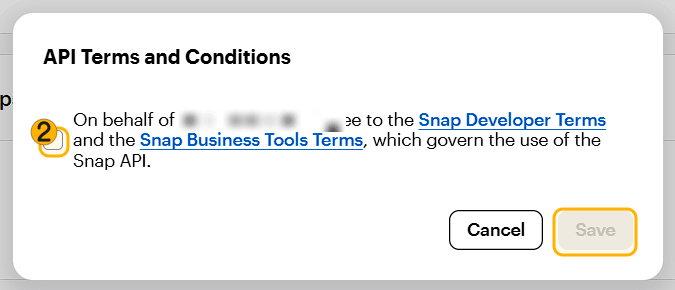 API Terms and Conditions
2
On behalf of ee to the Snap Developer Terms
and the Snap Business Tools Terms, which govern the use of the
Snap API.
Cancel
Save